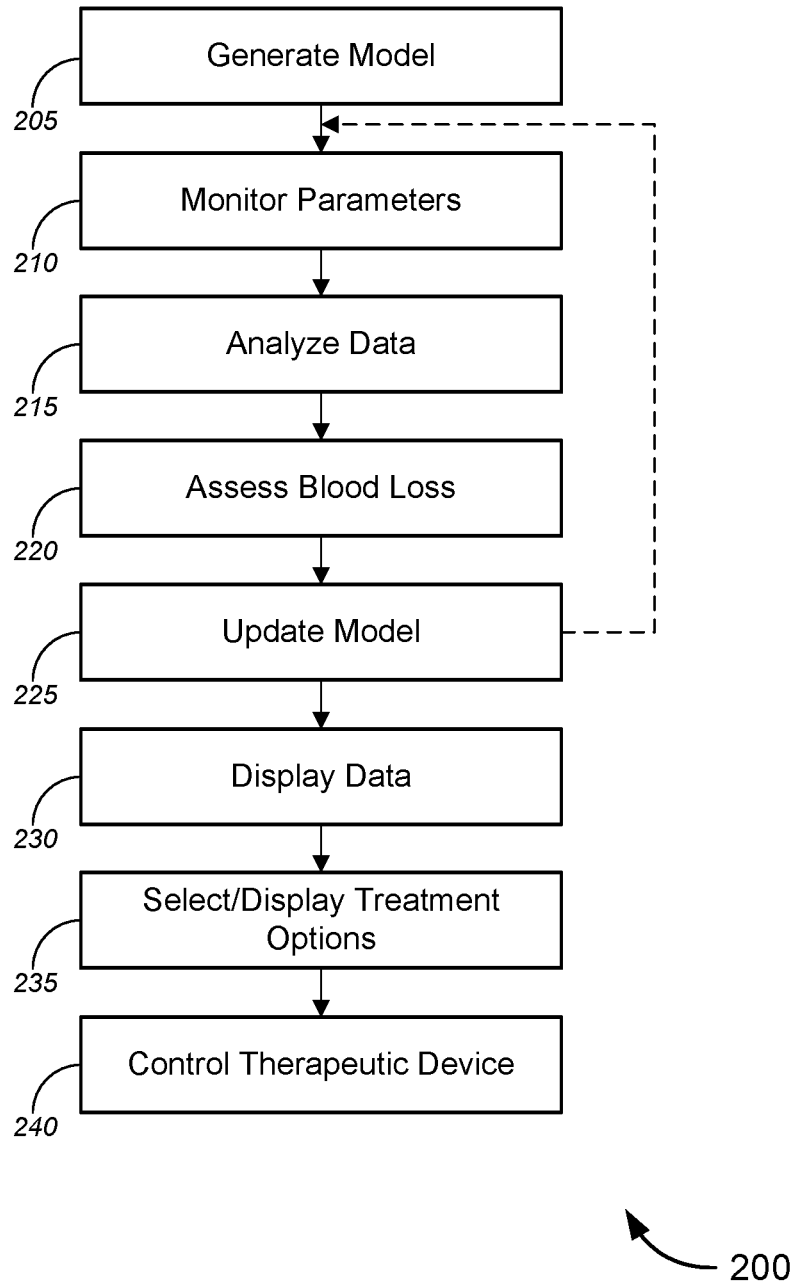 Generate Model
205
Monitor Parameters
210
Analyze Data
215
Assess Blood Loss
220
Update Model
225
Display Data
230
Select/Display Treatment
Options
235
Control Therapeutic Device
240
200